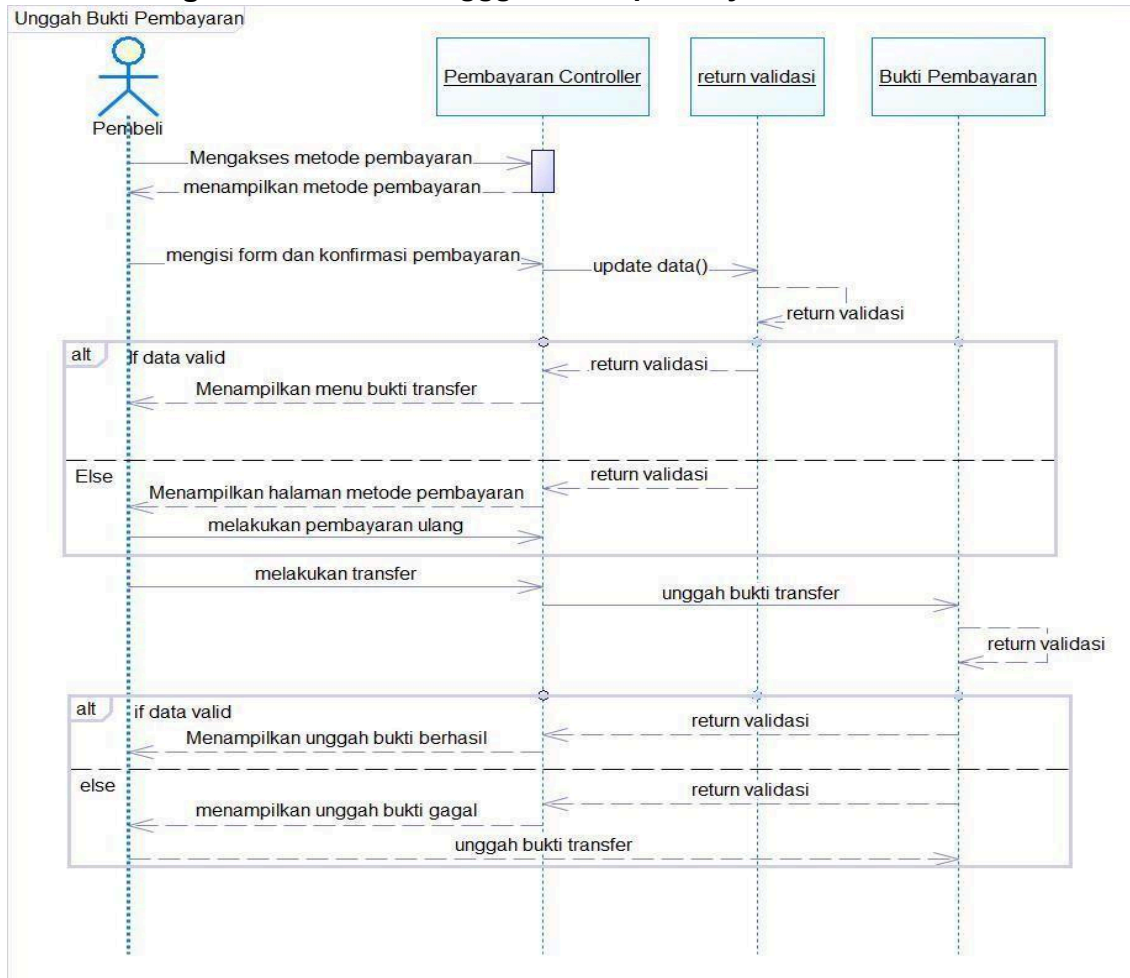 Unggah Bukti Pembayaran
Pembeli
Pembayaran Controller
return validasi
Bukti Pembayaran
Mengakses metode pembayaran
menampilkan metode pembayaran
mengisi form dan konfirmasi pembayaran
update data()
return validasi
alt
If data valid
return validasi
Menampilkan menu bukti transfer
Else
return validasi
Menampilkan halaman metode pembayaran
melakukan pembayaran ulang
melakukan transfer
unggah bukti transfer
return validasi
alt
if data valid
return validasi
Menampilkan unggah bukti berhasil
else
return validasi
menampilkan unggah bukti gagal
unggah bukti transfer